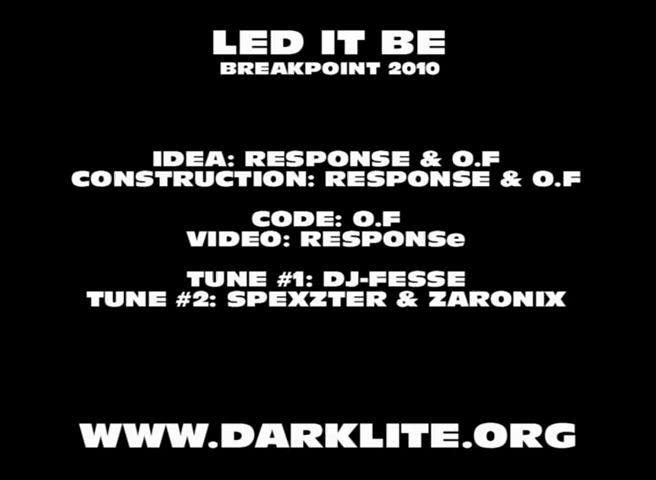 LED IT BE
BREAKPOINT 2010
IDEA: RESPONSE & O.F
CONSTRUCTION: RESPONSE & O.F
CODE: O.F
VIDEO: RESPONSe
TUNE #1: DJ-FESSE
TUNE #2: SPEXZTER & ZARONIX
WWW.DARKLITE.ORG